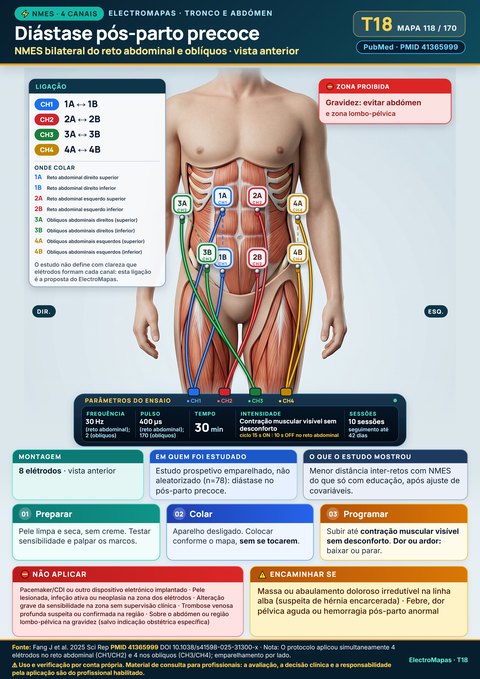 NMES · 4 CANAIS ELECTROMAPAS · TRONCO E ABDÓMEN
Diástase pós-parto precoce
NMES bilateral do reto abdominal e oblíquos · vista anterior
T18 MAPA 118 / 170
PubMed · PMID 41365999
LIGAÇÃO
CH1 1A ↔ 1B
CH2 2A ↔ 2B
CH3 3A ↔ 3B
CH4 4A ↔ 4B
ONDE COLAR
1A Reto abdominal direito superior
1B Reto abdominal direito inferior
2A Reto abdominal esquerdo superior
2B Reto abdominal esquerdo inferior
3A Oblíquos abdominais direitos (superior)
3B Oblíquos abdominais direitos (inferior)
4A Oblíquos abdominais esquerdos (superior)
4B Oblíquos abdominais esquerdos (inferior)
O estudo não define com clareza que
elétrodos formam cada canal: esta ligação
é a proposta do ElectroMapas.
ZONA PROIBIDA
Gravidez: evitar abdómen
e zona lombo-pélvica
3A CH3
1A CH1
2A CH2
4A CH4
3B CH3
1B CH1
2B CH2
4B CH4
DIR.
ESQ.
PARÂMETROS DO ENSAIO
CH1 CH2 CH3 CH4
FREQUÊNCIA
30 Hz
(reto abdominal);
2 (oblíquos)
PULSO
400 µs
(reto abdominal);
170 (oblíquos)
TEMPO
30 min
INTENSIDADE
Contração muscular visível sem
desconforto
ciclo 15 s ON : 10 s OFF no reto abdominal
SESSÕES
10 sessões
seguimento até
42 dias
MONTAGEM
8 elétrodos · vista anterior
EM QUEM FOI ESTUDADO
Estudo prospetivo emparelhado, não
aleatorizado (n=78): diástase no
pós-parto precoce.
O QUE O ESTUDO MOSTROU
Menor distância inter-retos com NMES
do que só com educação, após ajuste de
covariáveis.
01 Preparar
Pele limpa e seca, sem creme. Testar
sensibilidade e palpar os marcos.
02 Colar
Aparelho desligado. Colocar
conforme o mapa, sem se tocarem.
03 Programar
Subir até contração muscular visível
sem desconforto. Dor ou ardor:
baixar ou parar.
NÃO APLICAR
Pacemaker/CDI ou outro dispositivo eletrónico implantado · Pele
lesionada, infeção ativa ou neoplasia na zona dos elétrodos · Alteração
grave da sensibilidade na zona sem supervisão clínica · Trombose venosa
profunda suspeita ou confirmada na região · Sobre o abdómen ou região
lombo-pélvica na gravidez (salvo indicação obstétrica específica)
ENCAMINHAR SE
Massa ou abaulamento doloroso irredutível na linha
alba (suspeita de hérnia encarcerada) · Febre, dor
pélvica aguda ou hemorragia pós-parto anormal
Fonte: Fang J et al. 2025 Sci Rep PMID 41365999 DOI 10.1038/s41598-025-31300-x · Nota: O protocolo aplicou simultaneamente 4
elétrodos no reto abdominal (CH1/CH2) e 4 nos oblíquos (CH3/CH4); emparelhamento por lado.
Uso e verificação por conta própria. Material de consulta para profissionais: a avaliação, a decisão clínica e a responsabilidade
pela aplicação são do profissional habilitado.
ElectroMapas · T18